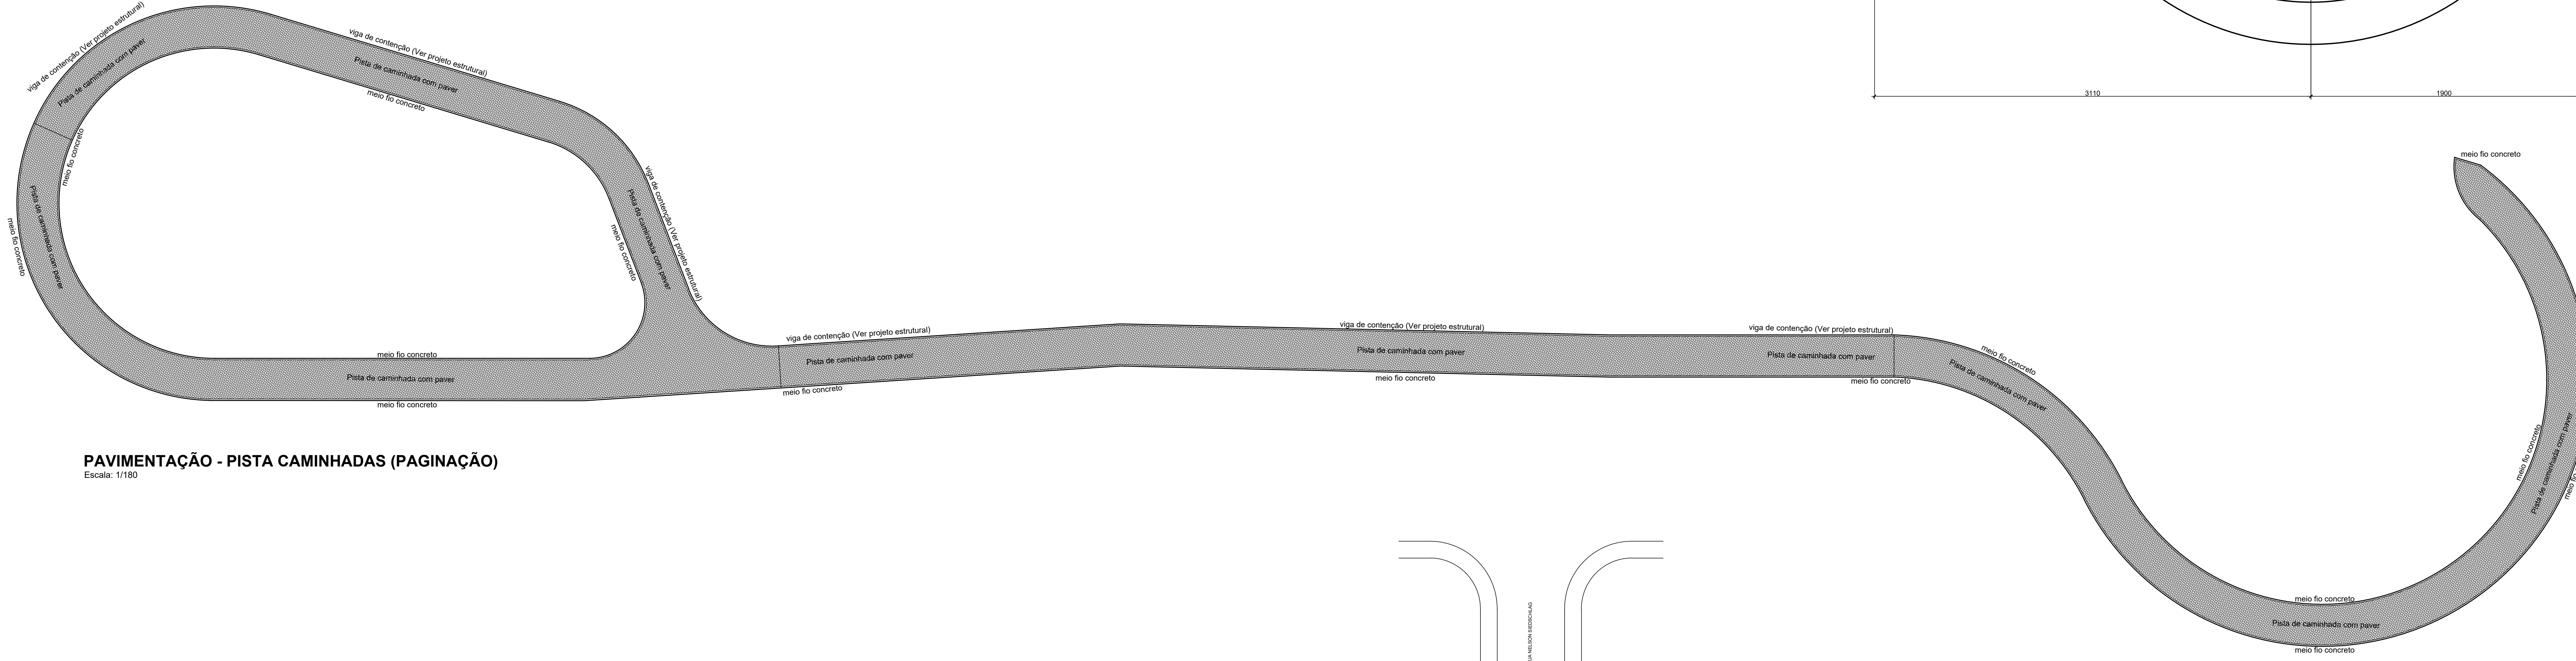 viga de contenção (Ver projeto estrutural)
Pista de caminhada com paver
viga de contenção (Ver projeto estrutural)
Pista de caminhada com paver
meio fio concreto
meio fio concreto
Pista de caminhada com paver
meio fio concreto
viga de contenção (Ver projeto estrutural)
Pista de caminhada com paver
meio fio concreto
meio fio concreto
Pista de caminhada com paver
meio fio concreto
viga de contenção (Ver projeto estrutural)
Pista de caminhada com paver
meio fio concreto
viga de contenção (Ver projeto estrutural)
Pista de caminhada com paver
meio fio concreto
viga de contenção (Ver projeto estrutural)
Pista de caminhada com paver
meio fio concreto
meio fio concreto
Pista de caminhada com paver
3110
1900
meio fio concreto
meio fio concreto
Pista de caminhada com paver
meio fio
meio fio concreto
Pista de caminhada com paver
meio fio concreto
PAVIMENTAÇÃO - PISTA CAMINHADAS (PAGINAÇÃO)
Escala: 1/180
UA NELSON SIEDSCHLAG